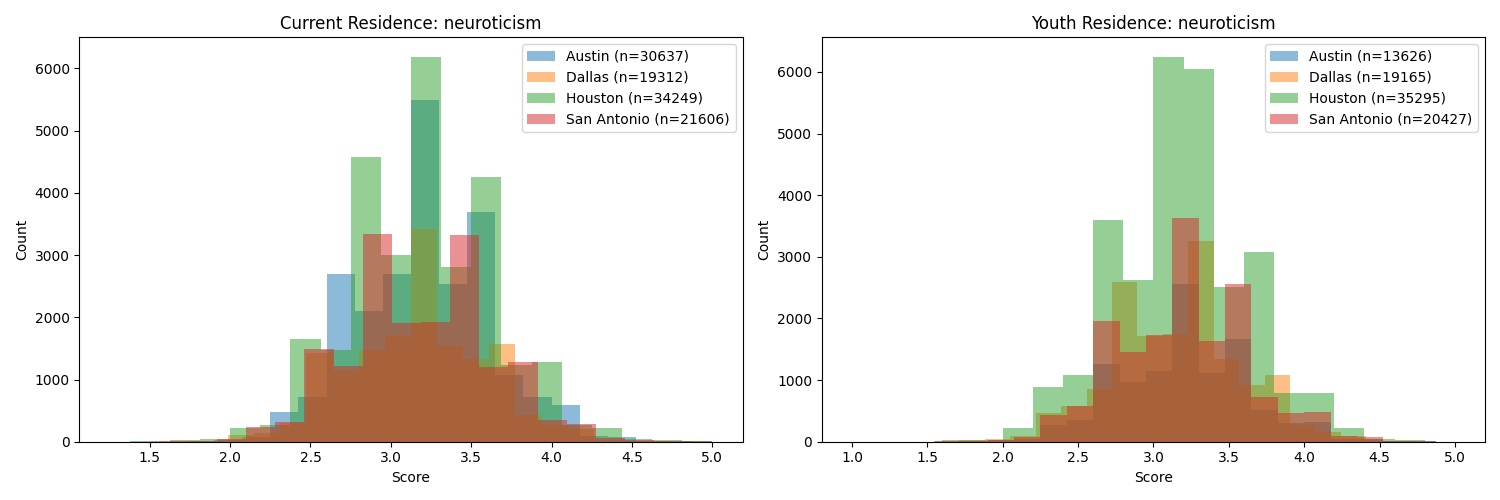 Current Residence: neuroticism
Count
6000
5000
4000
3000
2000
1000
0
1.5 2.0 2.5 3.0 3.5 4.0 4.5 5.0
Score
Austin (n=30637)
Dallas (n=19312)
Houston (n=34249)
San Antonio (n=21606)
Youth Residence: neuroticism
Count
6000
5000
4000
3000
2000
1000
0
1.0 1.5 2.0 2.5 3.0 3.5 4.0 4.5 5.0
Score
Austin (n=13626)
Dallas (n=19165)
Houston (n=35295)
San Antonio (n=20427)